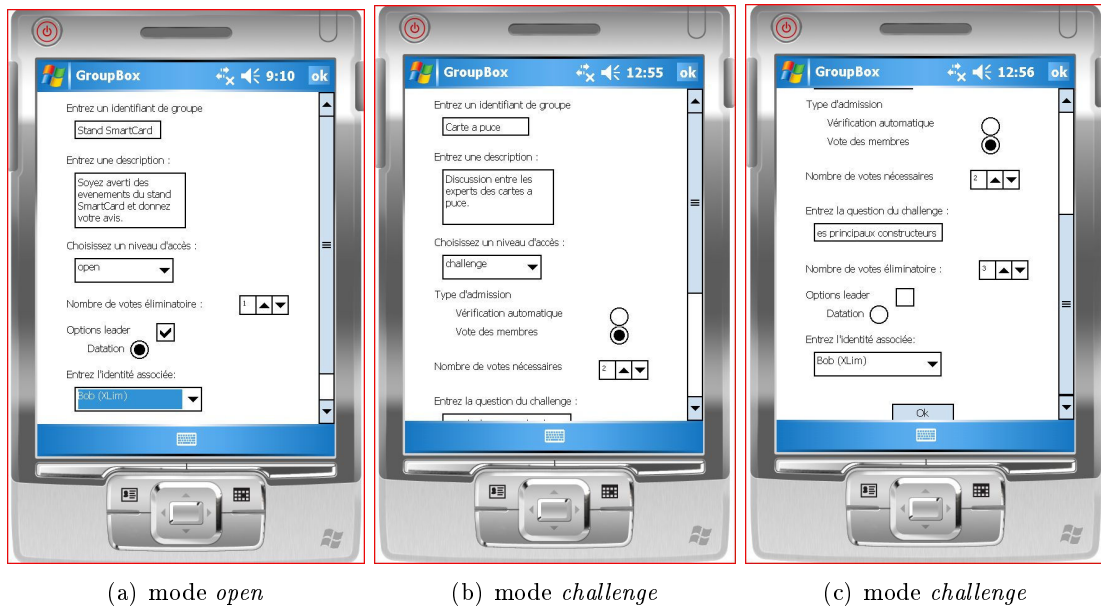 GroupBox 9:10 ok
Entrez un identifiant de groupe
Stand SmartCard
Entrez une description :
Soyez averti des
evenements du stand
SmartCard et donnez
votre avis.
Choisissez un niveau d'accès :
open
Nombre de votes éliminatoire : 1
Options leader
Datation
Entrez l'identité associée:
Bob (XLim)
(a) mode open
GroupBox 12:55 ok
Entrez un identifiant de groupe
Carte a puce
Entrez une description :
Discussion entre les
experts des cartes a
puce.
Choisissez un niveau d'accès :
challenge
Type d'admission
Vérification automatique
Vote des membres
Nombre de votes nécessaires 2
Entrez la question du challenge :
(b) mode challenge
GroupBox 12:56 ok
Type d'admission
Vérification automatique
Vote des membres
Nombre de votes nécessaires 2
Entrez la question du challenge :
es principaux constructeurs
Nombre de votes éliminatoire : 3
Options leader
Datation
Entrez l'identité associée:
Bob (XLim)
Ok
(c) mode challenge